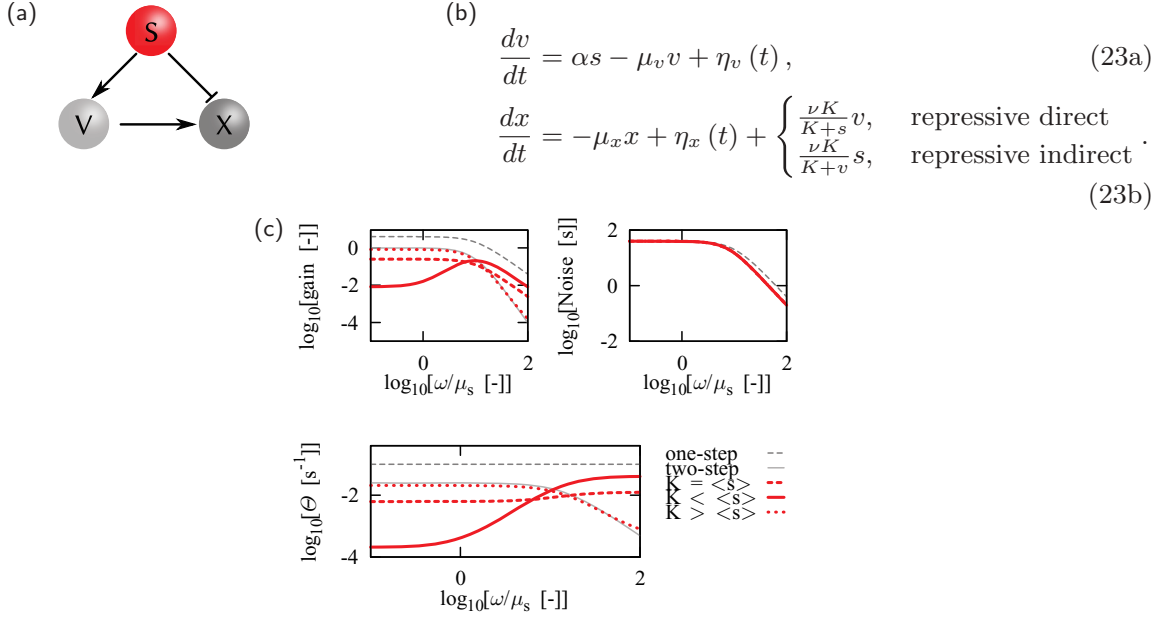 (a)
S
V
X
(b)
dv/dt = αs − μ_v v + η_v (t) , (23a)
dx/dt = −μ_x x + η_x (t) + { νK/(K+s) v, repressive direct
νK/(K+v) s, repressive indirect .
(23b)
(c)
log10[gain [-]]
0
-2
-4
0
2
log10[ω/μs [-]]
log10[Noise [s]]
2
0
-2
0
2
log10[ω/μs [-]]
log10[Θ [s-1]]
-2
-4
0
2
log10[ω/μs [-]]
one-step
two-step
K = <s>
K < <s>
K > <s>